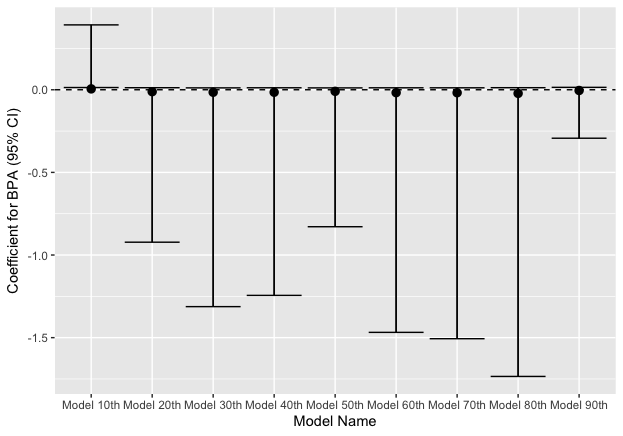 Coefficient for BPA (95% CI)
0.0
-0.5
-1.0
-1.5
Model 10th Model 20th Model 30th Model 40th Model 50th Model 60th Model 70th Model 80th Model 90th
Model Name